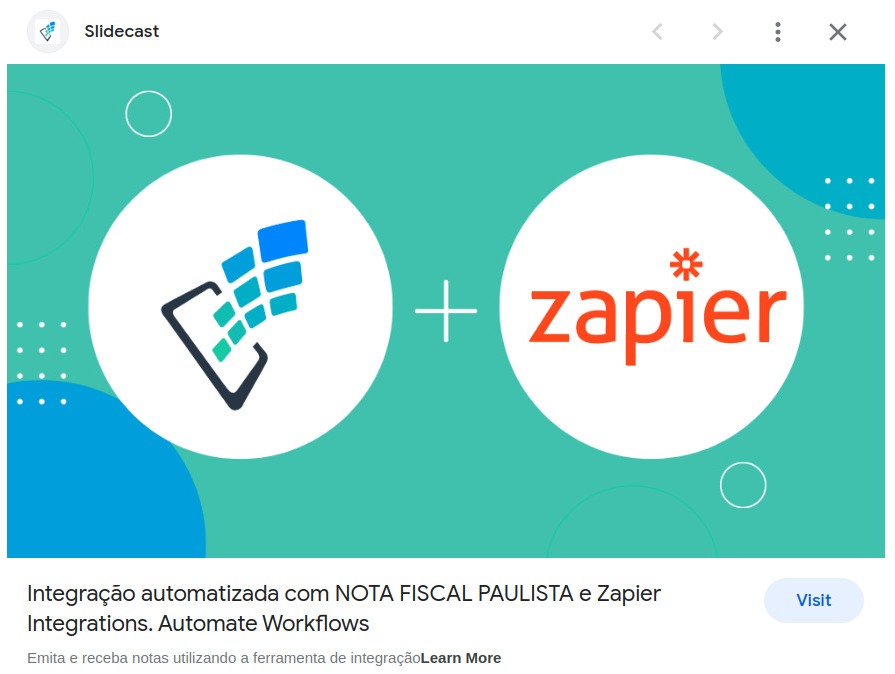 Slidecast
zapier
Integração automatizada com NOTA FISCAL PAULISTA e Zapier
Integrations. Automate Workflows
Visit
Emita e receba notas utilizando a ferramenta de integraçãoLearn More